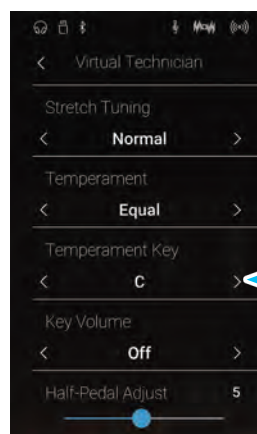 Virtual Technician
Stretch Tuning
Normal
Temperament
Equal
Temperament Key
C
Key Volume
Off
Half-Pedal Adjust 5